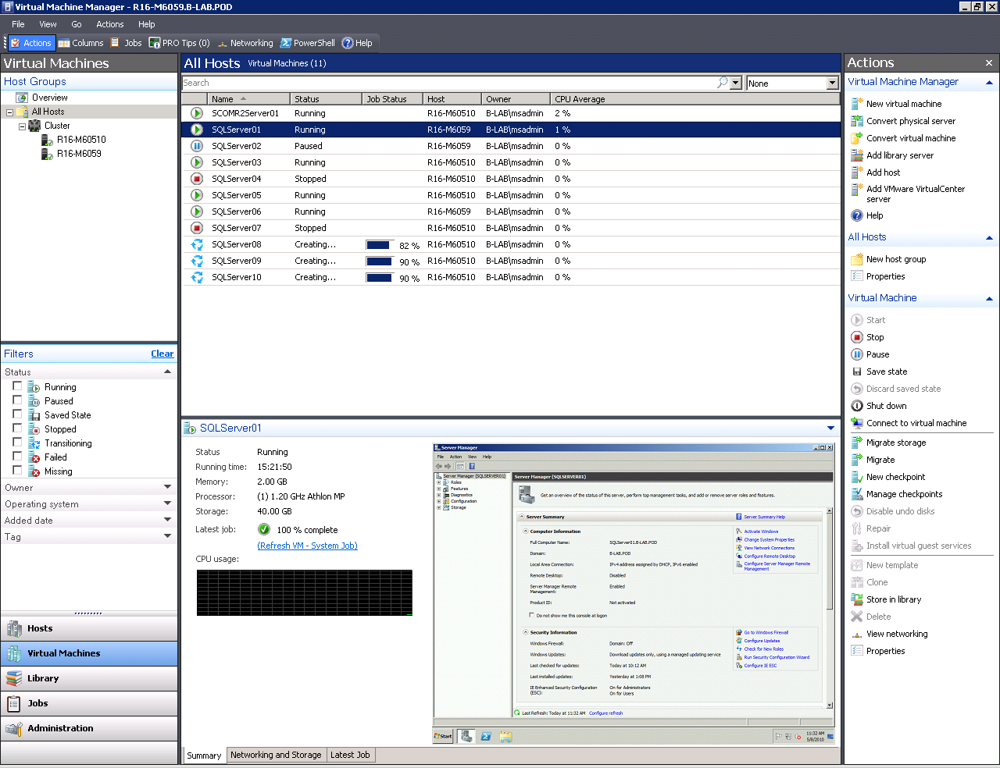 Virtual Machine Manager - R16-M6059.B-LAB.POD
File View Go Actions Help
Actions Columns Jobs PRO Tips (0) Networking PowerShell Help
Virtual Machines
Host Groups
Overview
All Hosts
Cluster
R16-M60510
R16-M6059
Filters Clear
Status
Running
Paused
Saved State
Stopped
Transitioning
Failed
Missing
Owner
Operating system
Added date
Tag
Hosts
Virtual Machines
Library
Jobs
Administration
All Hosts Virtual Machines (11)
Search None
Name Status Job Status Host Owner CPU Average
SCOMR2Server01 Running R16-M60510 B-LAB\msadmin 2 %
SQLServer01 Running R16-M6059 B-LAB\msadmin 1 %
SQLServer02 Paused R16-M6059 B-LAB\msadmin 0 %
SQLServer03 Running R16-M60510 B-LAB\msadmin 0 %
SQLServer04 Stopped R16-M60510 B-LAB\msadmin 0 %
SQLServer05 Running R16-M60510 B-LAB\msadmin 0 %
SQLServer06 Running R16-M6059 B-LAB\msadmin 0 %
SQLServer07 Stopped R16-M60510 B-LAB\msadmin 0 %
SQLServer08 Creating... 82 % R16-M60510 B-LAB\msadmin 0 %
SQLServer09 Creating... 90 % R16-M60510 B-LAB\msadmin 0 %
SQLServer10 Creating... 90 % R16-M60510 B-LAB\msadmin 0 %
SQLServer01
Status Running
Running time: 15:21:50
Memory: 2.00 GB
Processor: (1) 1.20 GHz Athlon MP
Storage: 40.00 GB
Latest job: 100 % complete
(Refresh VM - System Job)
CPU usage:
Server Manager
File Action View Help
Server Manager (SQLSERVER01)
Roles
Features
Diagnostics
Configuration
Storage
Server Manager (SQLSERVER01)
Get an overview of the status of this server, perform top management tasks, and add or remove server roles and features.
Server Summary
Server Summary Help
Computer Information
Full Computer Name: SQLServer01.B-LAB.POD
Domain: B-LAB.POD
Local Area Connection: IPv4 address assigned by DHCP, IPv6 enabled
Remote Desktop: Disabled
Server Manager Remote Management: Enabled
Product ID: Not activated
Do not show me this console at logon
Activate Windows
Change System Properties
View Network Connections
Configure Remote Desktop
Configure Server Manager Remote
Management
Security Information
Windows Firewall: Domain: Off
Windows Updates: Download updates only, using a managed updating service
Last checked for updates: Today at 10:12 AM
Last installed updates: Yesterday at 1:08 PM
IE Enhanced Security Configuration On for Administrators
(ESC): On for Users
Go to Windows Firewall
Configure Updates
Check for New Roles
Run Security Configuration Wizard
Configure IE ESC
Last Refresh: Today at 11:32 AM Configure refresh
Start 11:32 AM
5/8/2010
Summary Networking and Storage Latest Job
Actions
Virtual Machine Manager
New virtual machine
Convert physical server
Convert virtual machine
Add library server
Add host
Add VMware VirtualCenter
server
Help
All Hosts
New host group
Properties
Virtual Machine
Start
Stop
Pause
Save state
Discard saved state
Shut down
Connect to virtual machine
Migrate storage
Migrate
New checkpoint
Manage checkpoints
Disable undo disks
Repair
Install virtual guest services
New template
Clone
Store in library
Delete
View networking
Properties